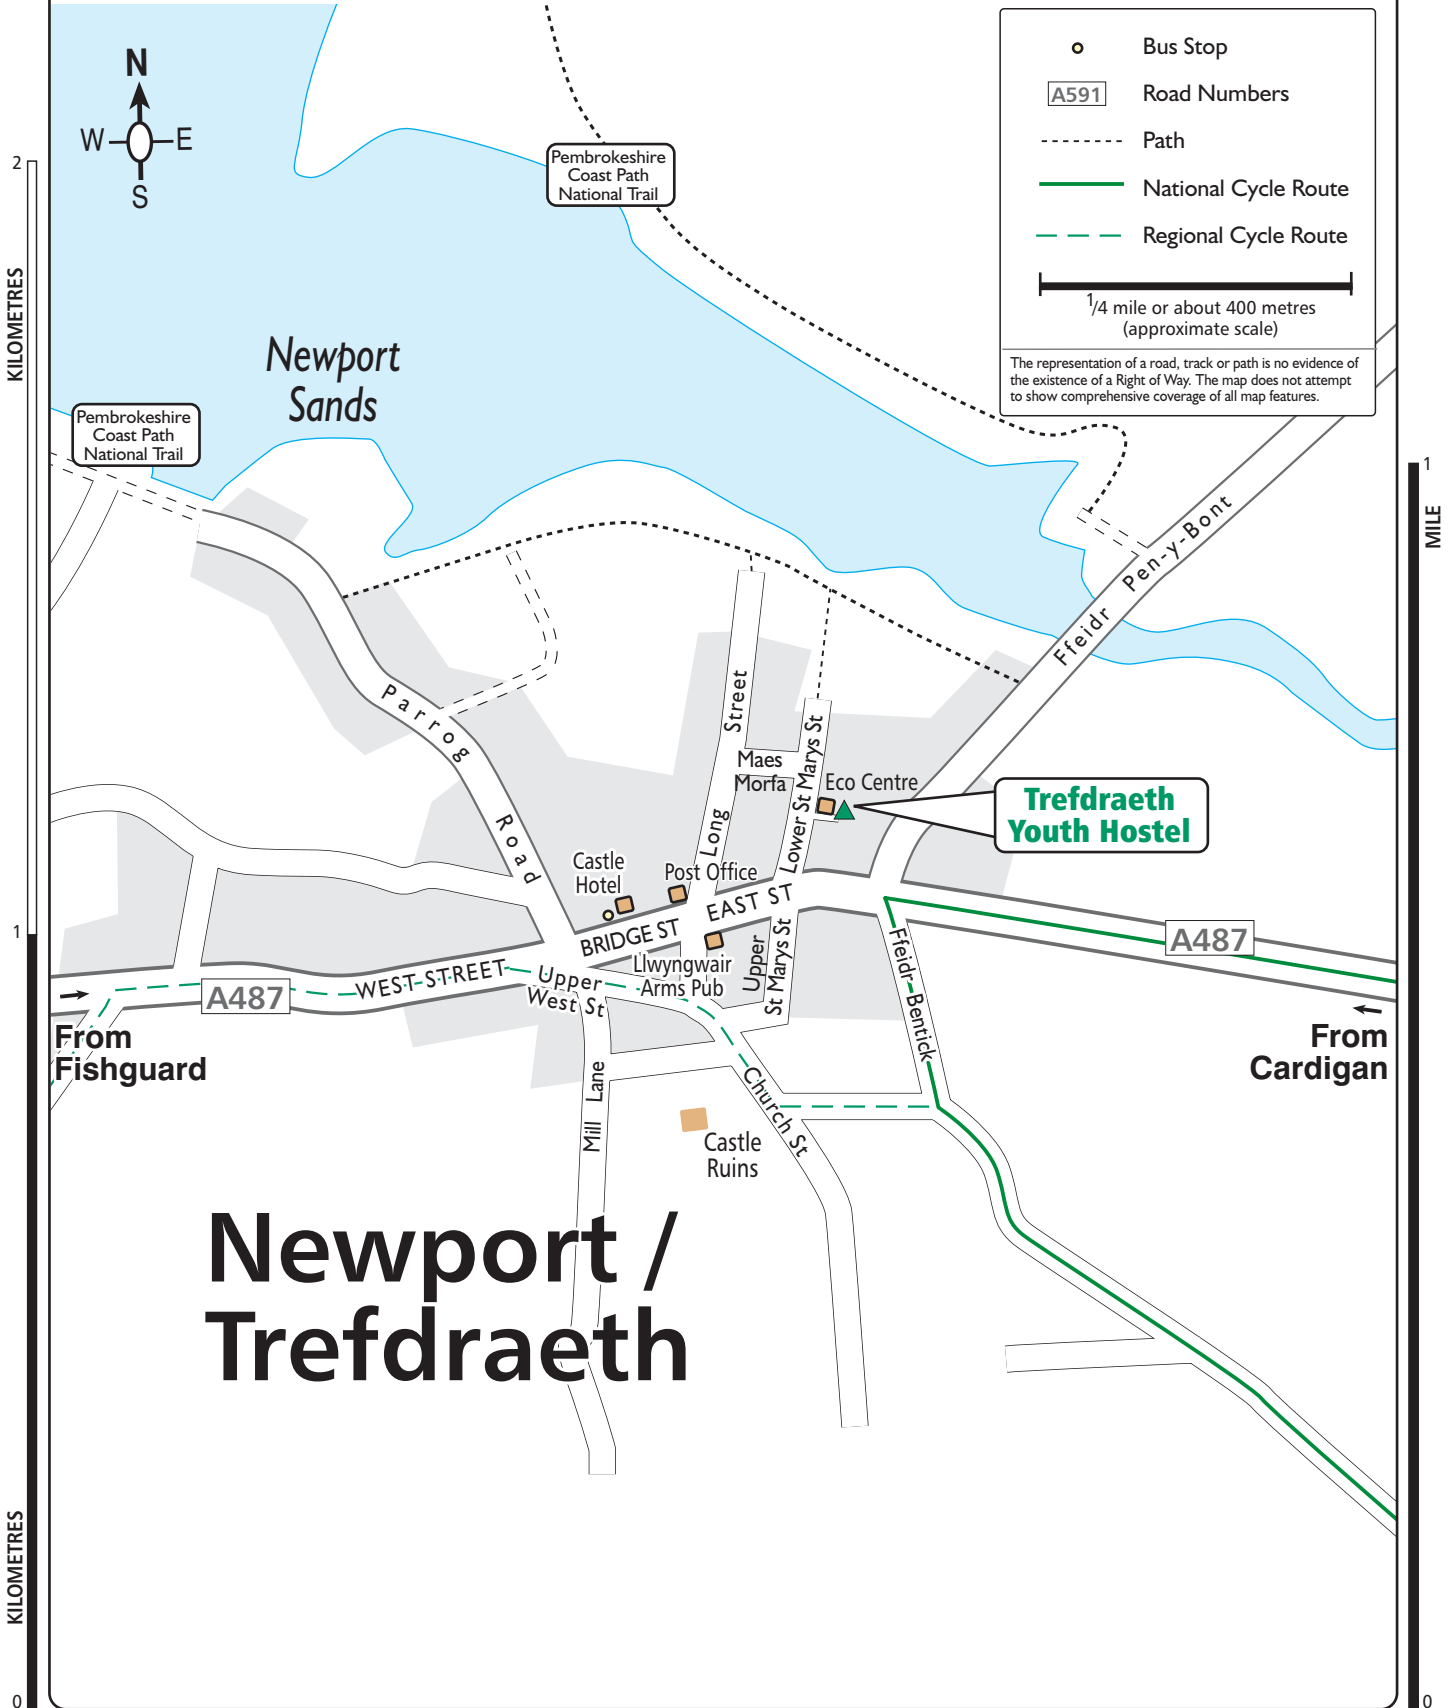 N
W
E
S
Bus Stop
A591
Road Numbers
Path
National Cycle Route
Regional Cycle Route
1/4 mile or about 400 metres
(approximate scale)
The representation of a road, track or path is no evidence of
the existence of a Right of Way. The map does not attempt
to show comprehensive coverage of all map features.
2
KILOMETRES
1
KILOMETRES
0
1
MILE
0
Pembrokeshire
Coast Path
National Trail
Newport
Sands
Pembrokeshire
Coast Path
National Trail
Ffeidr Pen-y-Bont
Parrog Road
Long Street
Maes
Morfa
Lower St Marys St
Eco Centre
Trefdraeth
Youth Hostel
Castle
Hotel
Post Office
EAST ST
BRIDGE ST
Llwyngwair
Arms Pub
Upper
St Marys St
WEST STREET
Upper
West St
A487
A487
From
Fishguard
From
Cardigan
Ffeidr Bentick
Mill Lane
Church St
Castle
Ruins
Newport /
Trefdraeth